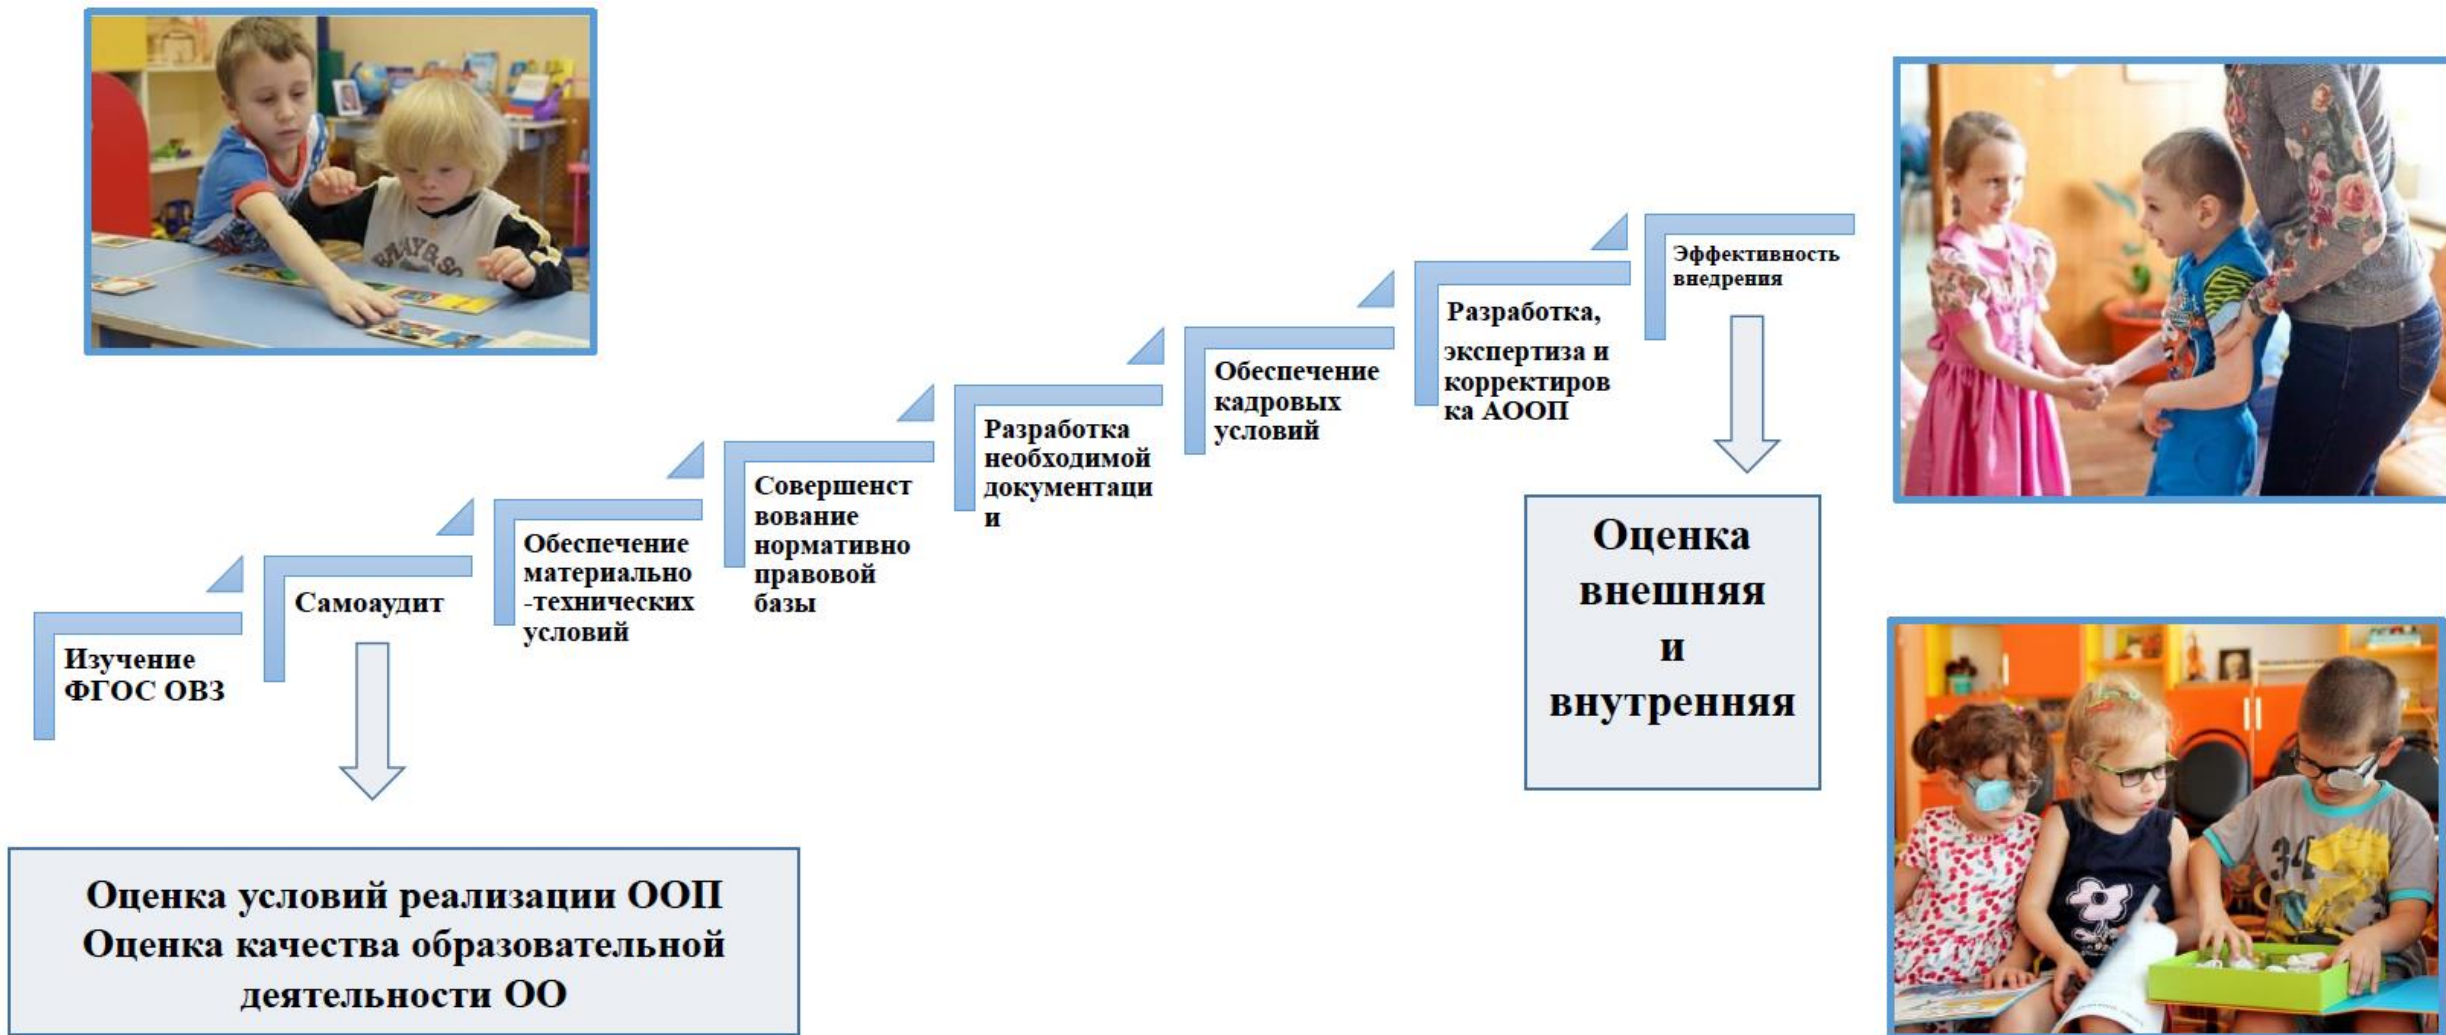 Изучение
ФГОС ОВЗ
Самоаудит
Обеспечение
материально
-технических
условий
Совершенст
вование
нормативно
правовой
базы
Разработка
необходимой
документаци
и
Обеспечение
кадровых
условий
Разработка,
экспертиза и
корректиров
ка АООП
Эффективность
внедрения
Оценка
внешняя
и
внутренняя
Оценка условий реализации ООП
Оценка качества образовательной
деятельности ОО
34